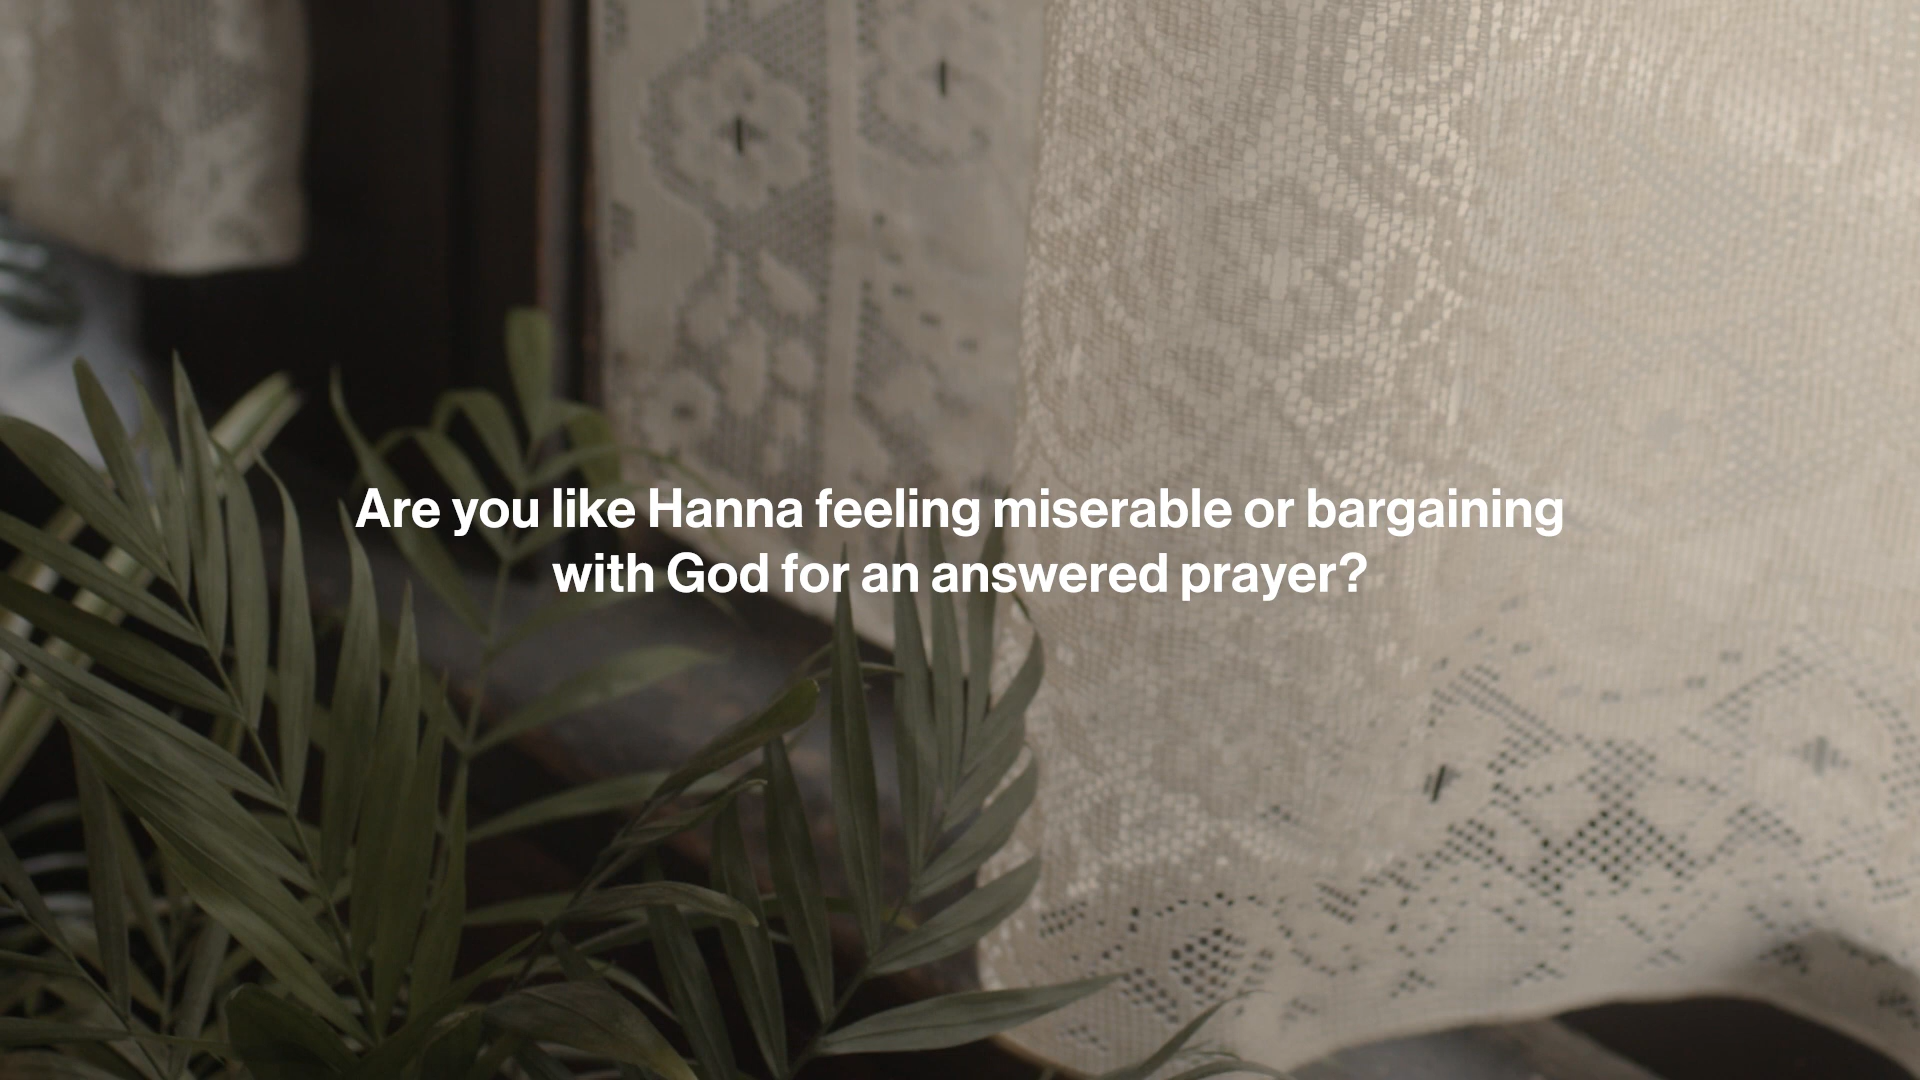 Are you like Hanna feeling miserable or bargaining
with God for an answered prayer?